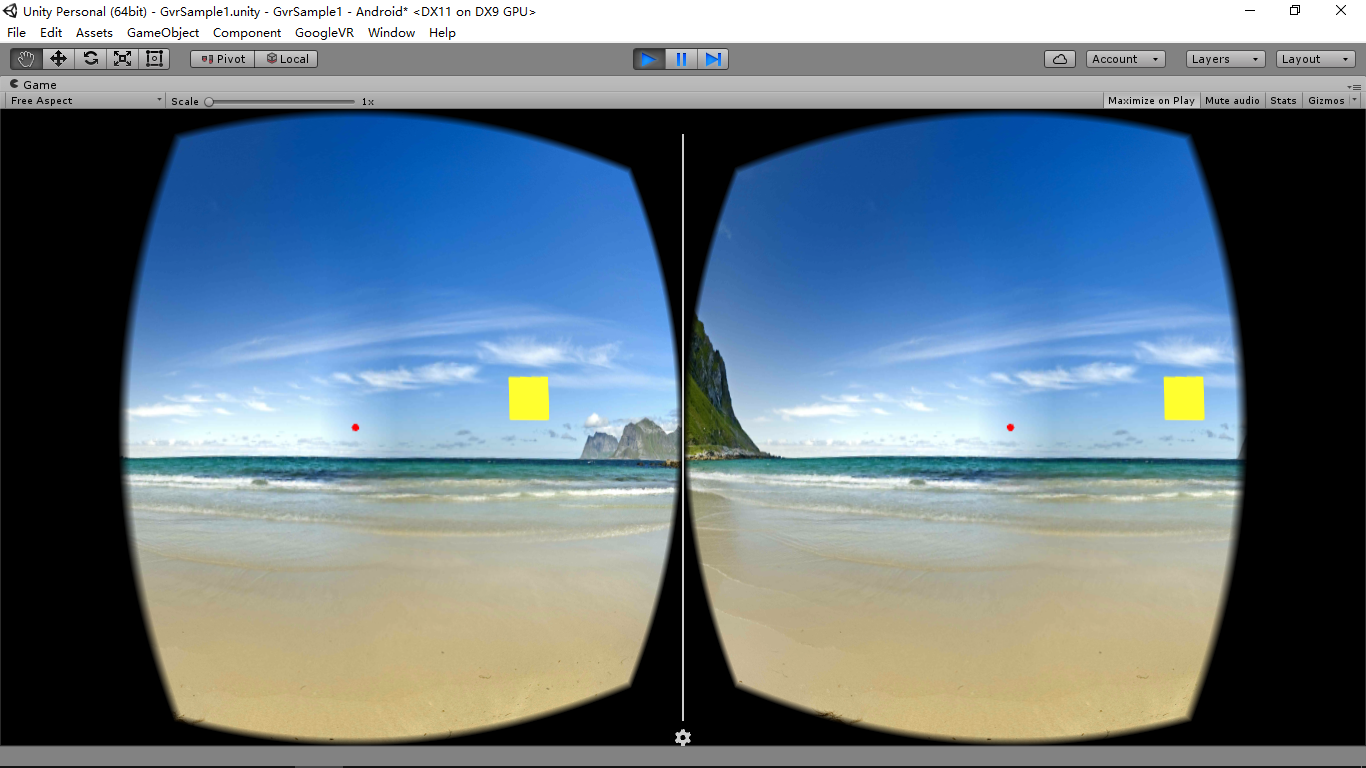 Unity Personal (64bit) - GvrSample1.unity - GvrSample1 - Android* <DX11 on DX9 GPU>
File Edit Assets GameObject Component GoogleVR Window Help
Pivot Local Account Layers Layout
Game
Free Aspect Scale 1x Maximize on Play Mute audio Stats Gizmos